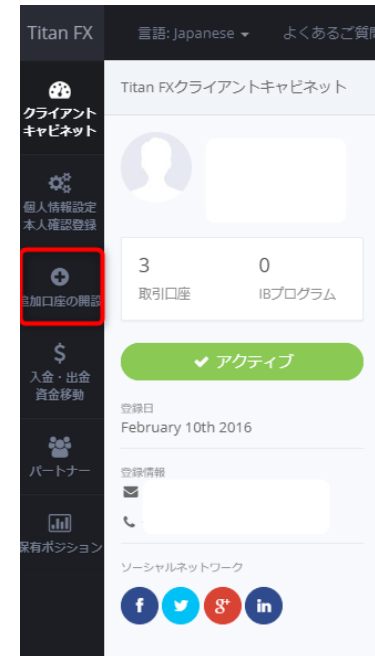 Titan FX
言語: Japanese
よくあるご質問
クライアント
キャビネット
個人情報設定
本人確認登録
追加口座の開設
$
入金・出金
資金移動
パートナー
保有ポジション
Titan FXクライアントキャビネット
3
取引口座
0
IBプログラム
アクティブ
登録日
February 10th 2016
登録情報
ソーシャルネットワーク